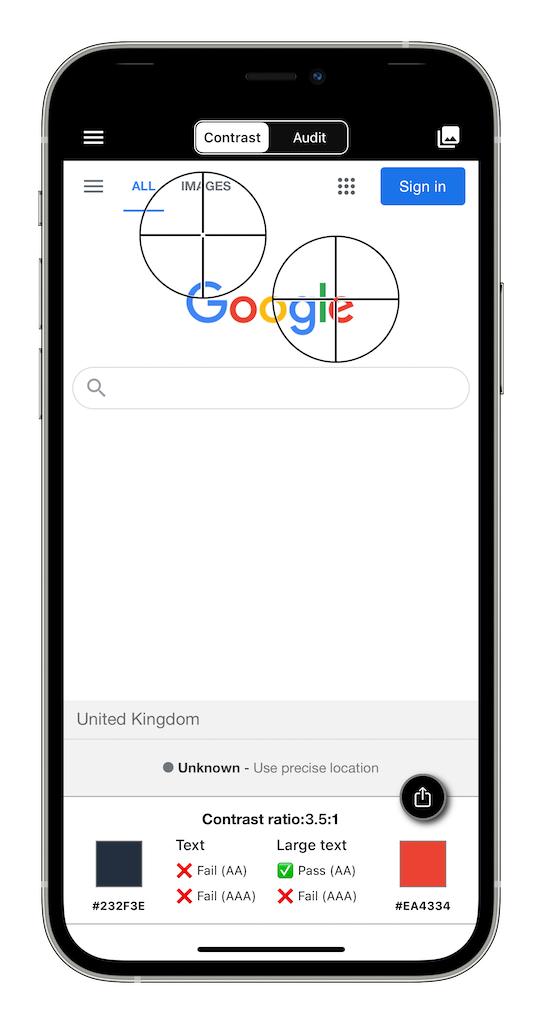 Contrast Audit
ALL IMAGES Sign in
Google
United Kingdom
Unknown - Use precise location
Contrast ratio:3.5:1
Text Large text
Fail (AA) Pass (AA)
Fail (AAA) Fail (AAA)
#232F3E #EA4334